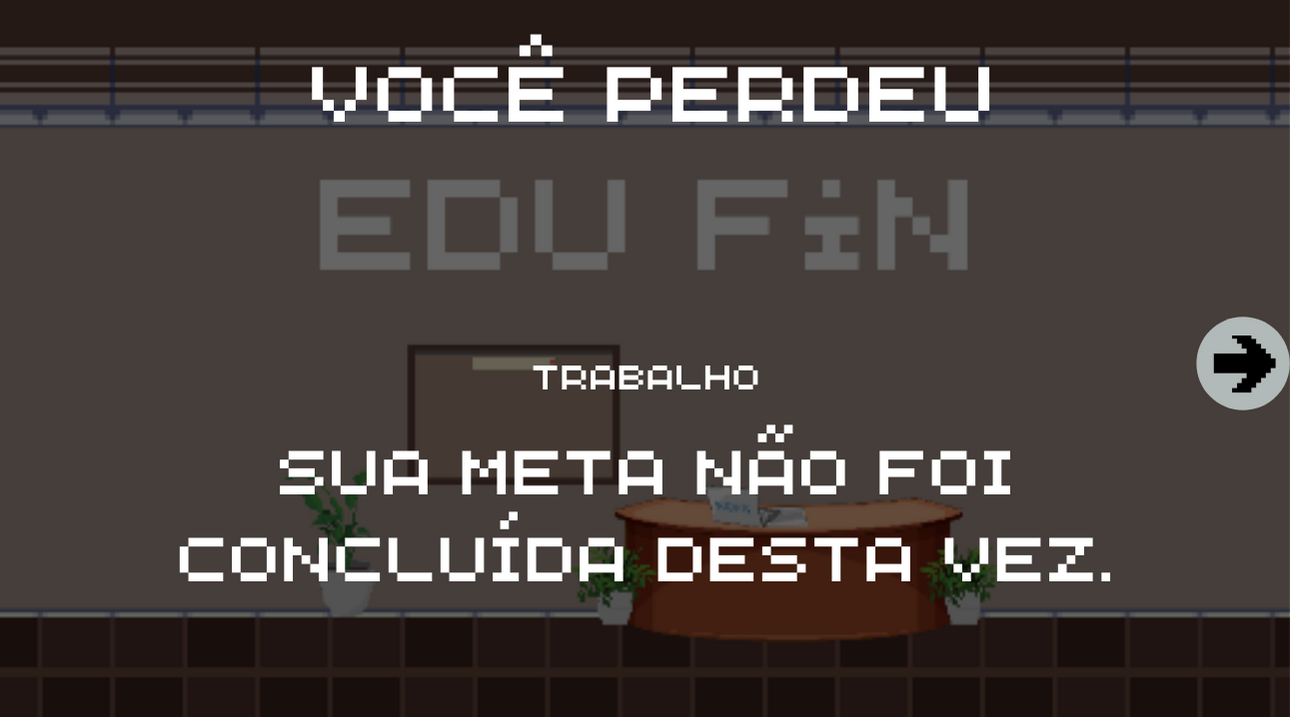 VOCÊ PERDEU
EDU FiN
TRABALHO
SUA META NÃO FOI
CONCLUÍDA DESTA VEZ.